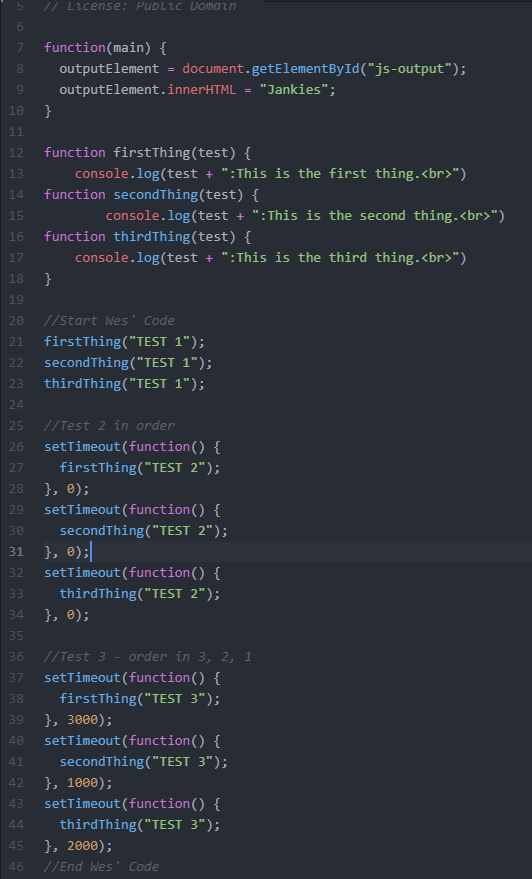 5 // License: Public Domain
6
7 function(main) {
8   outputElement = document.getElementById("js-output");
9   outputElement.innerHTML = "Jankies";
10 }
11
12 function firstThing(test) {
13     console.log(test + ":This is the first thing.<br>")
14 function secondThing(test) {
15         console.log(test + ":This is the second thing.<br>")
16 function thirdThing(test) {
17     console.log(test + ":This is the third thing.<br>")
18 }
19
20 //Start Wes' Code
21 firstThing("TEST 1");
22 secondThing("TEST 1");
23 thirdThing("TEST 1");
24
25 //Test 2 in order
26 setTimeout(function() {
27   firstThing("TEST 2");
28 }, 0);
29 setTimeout(function() {
30   secondThing("TEST 2");
31 }, 0);
32 setTimeout(function() {
33   thirdThing("TEST 2");
34 }, 0);
35
36 //Test 3 - order in 3, 2, 1
37 setTimeout(function() {
38   firstThing("TEST 3");
39 }, 3000);
40 setTimeout(function() {
41   secondThing("TEST 3");
42 }, 1000);
43 setTimeout(function() {
44   thirdThing("TEST 3");
45 }, 2000);
46 //End Wes' Code